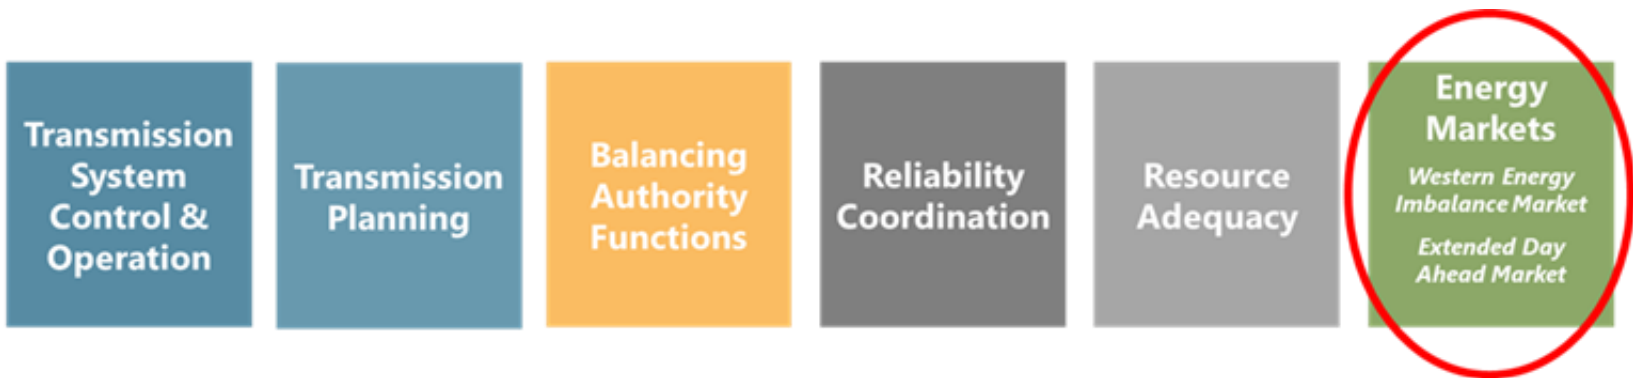 Transmission
System
Control &
Operation
Transmission
Planning
Balancing
Authority
Functions
Reliability
Coordination
Resource
Adequacy
Energy
Markets
Western Energy
Imbalance Market
Extended Day
Ahead Market